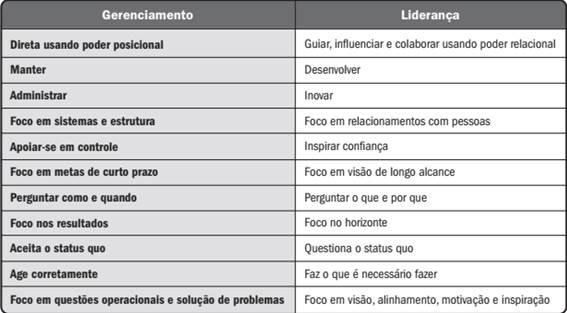 Gerenciamento Liderança
Direta usando poder posicional Guiar, influenciar e colaborar usando poder relacional
Manter Desenvolver
Administrar Inovar
Foco em sistemas e estrutura Foco em relacionamentos com pessoas
Apoiar-se em controle Inspirar confiança
Foco em metas de curto prazo Foco em visão de longo alcance
Perguntar como e quando Perguntar o que e por que
Foco nos resultados Foco no horizonte
Aceita o status quo Questiona o status quo
Age corretamente Faz o que é necessário fazer
Foco em questões operacionais e solução de problemas Foco em visão, alinhamento, motivação e inspiração